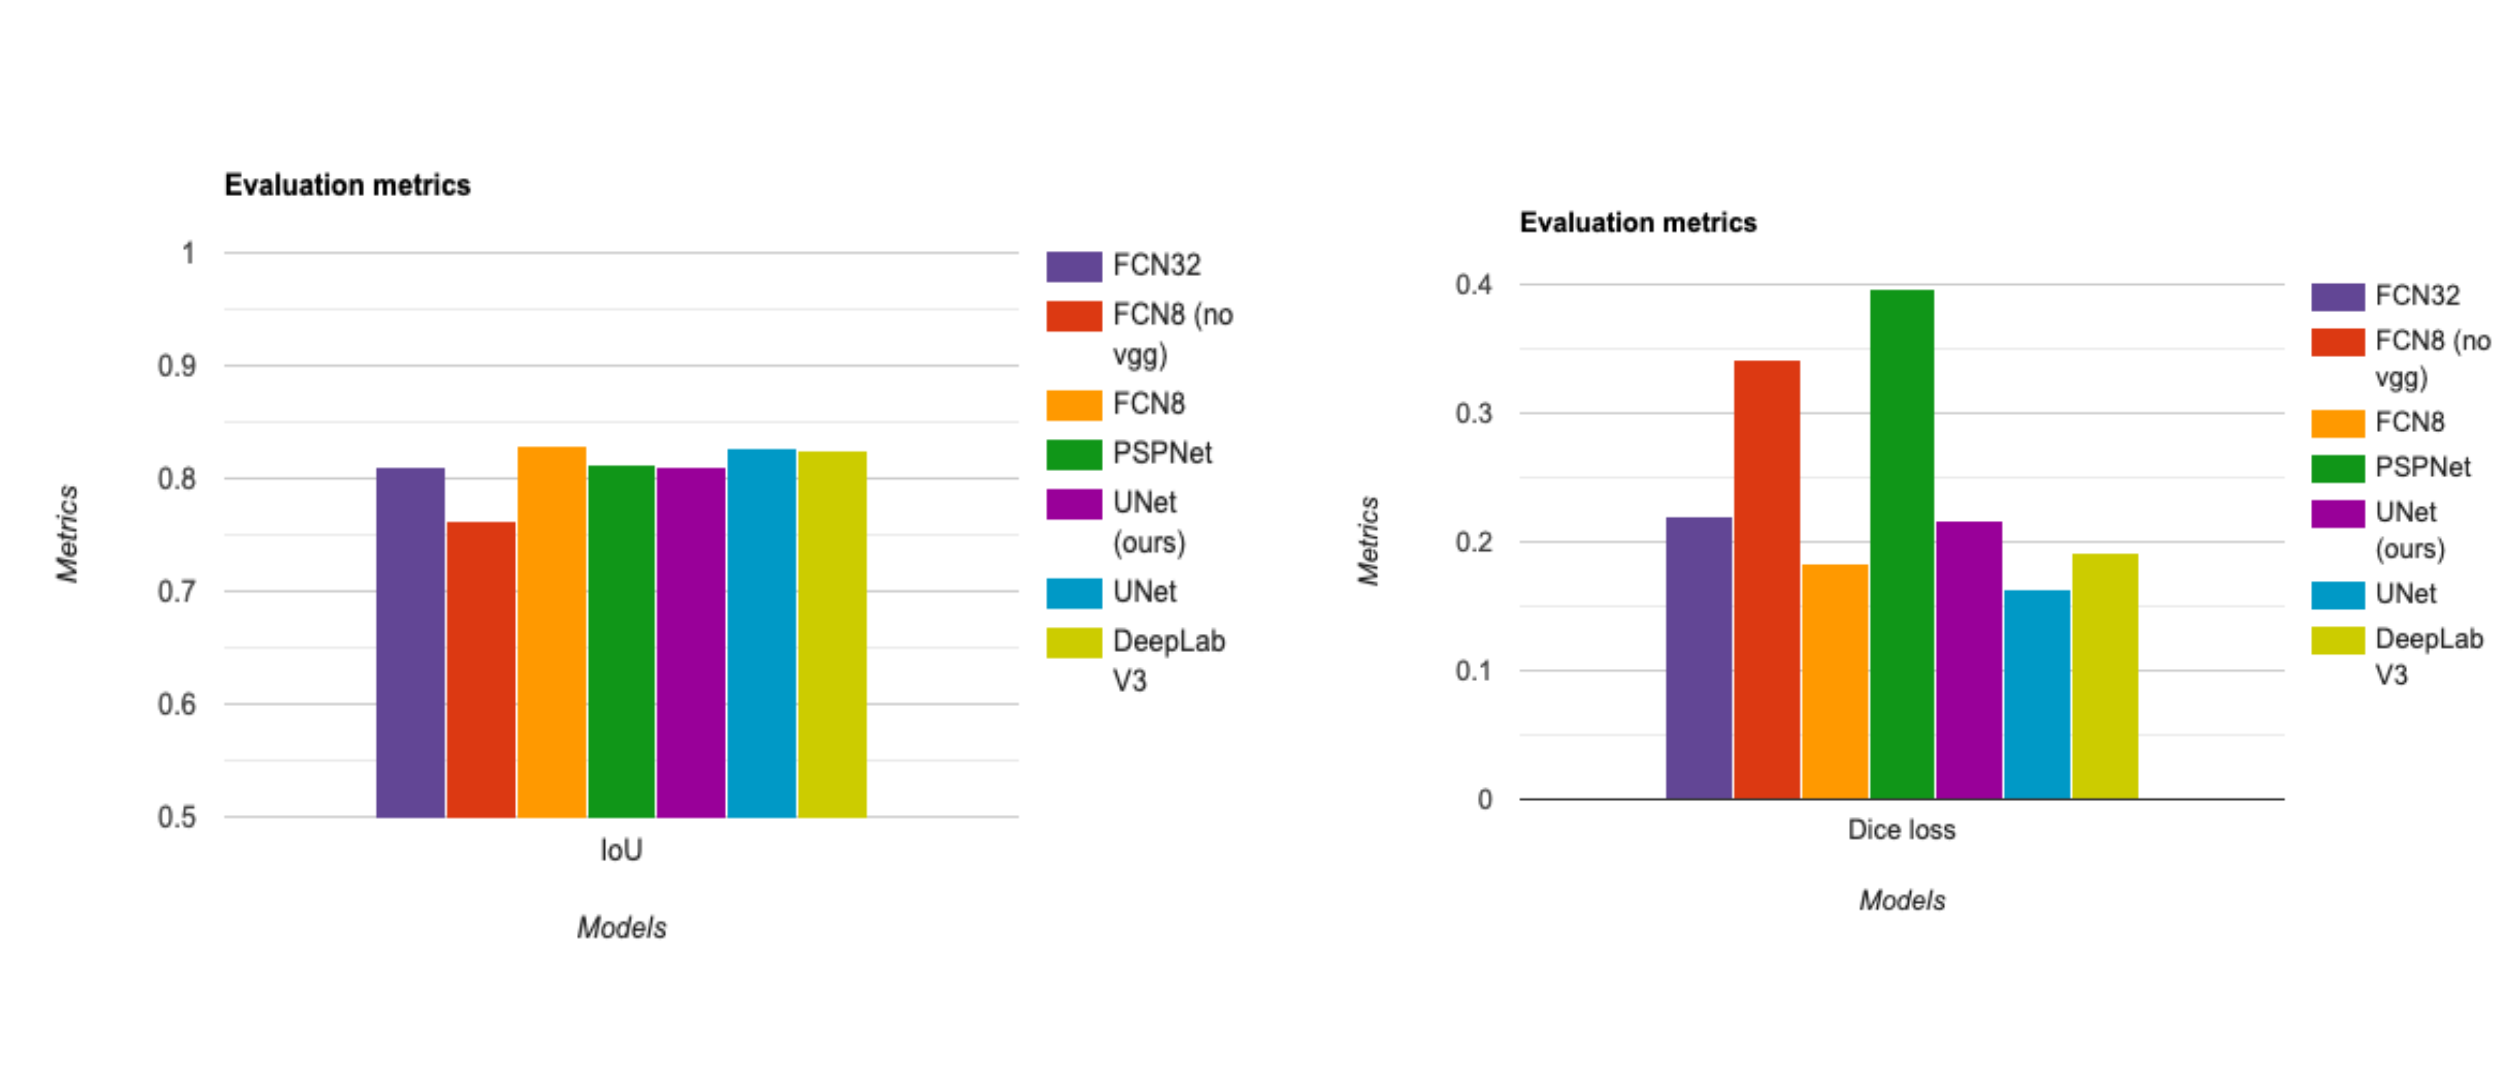 Evaluation metrics
1
0.9
0.8
0.7
0.6
0.5
Metrics
IoU
Models
FCN32
FCN8 (no
vgg)
FCN8
PSPNet
UNet
(ours)
UNet
DeepLab
V3
Evaluation metrics
0.4
0.3
0.2
0.1
0
Metrics
Dice loss
Models
FCN32
FCN8 (no
vgg)
FCN8
PSPNet
UNet
(ours)
UNet
DeepLab
V3